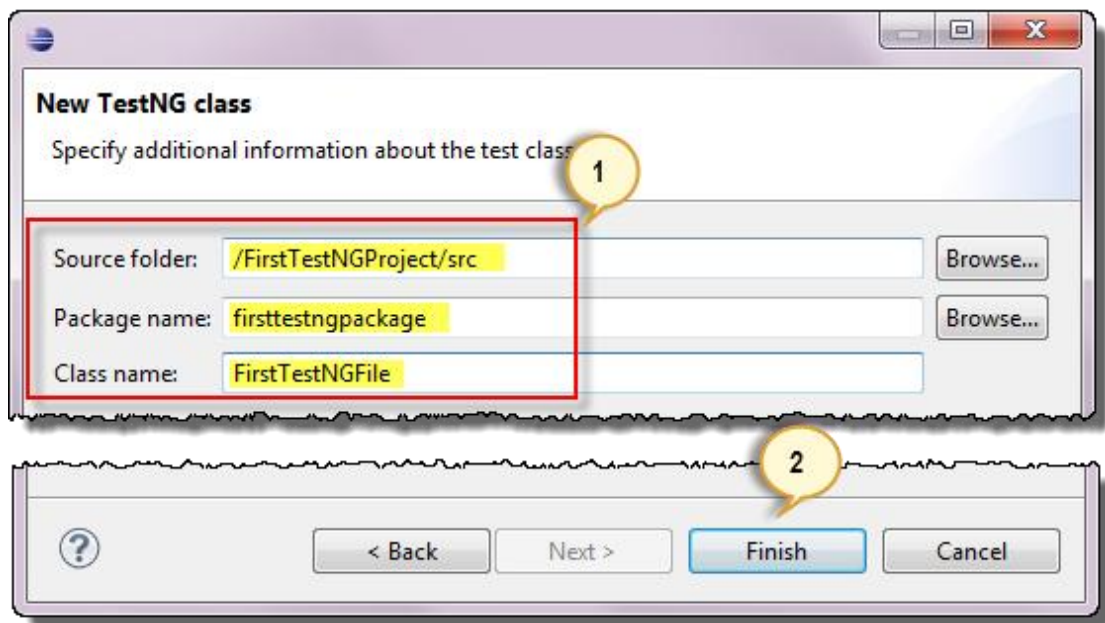 New TestNG class
Specify additional information about the test class
1
Source folder: /FirstTestNGProject/src Browse...
Package name: firsttestngpackage Browse...
Class name: FirstTestNGFile
2
? < Back Next > Finish Cancel